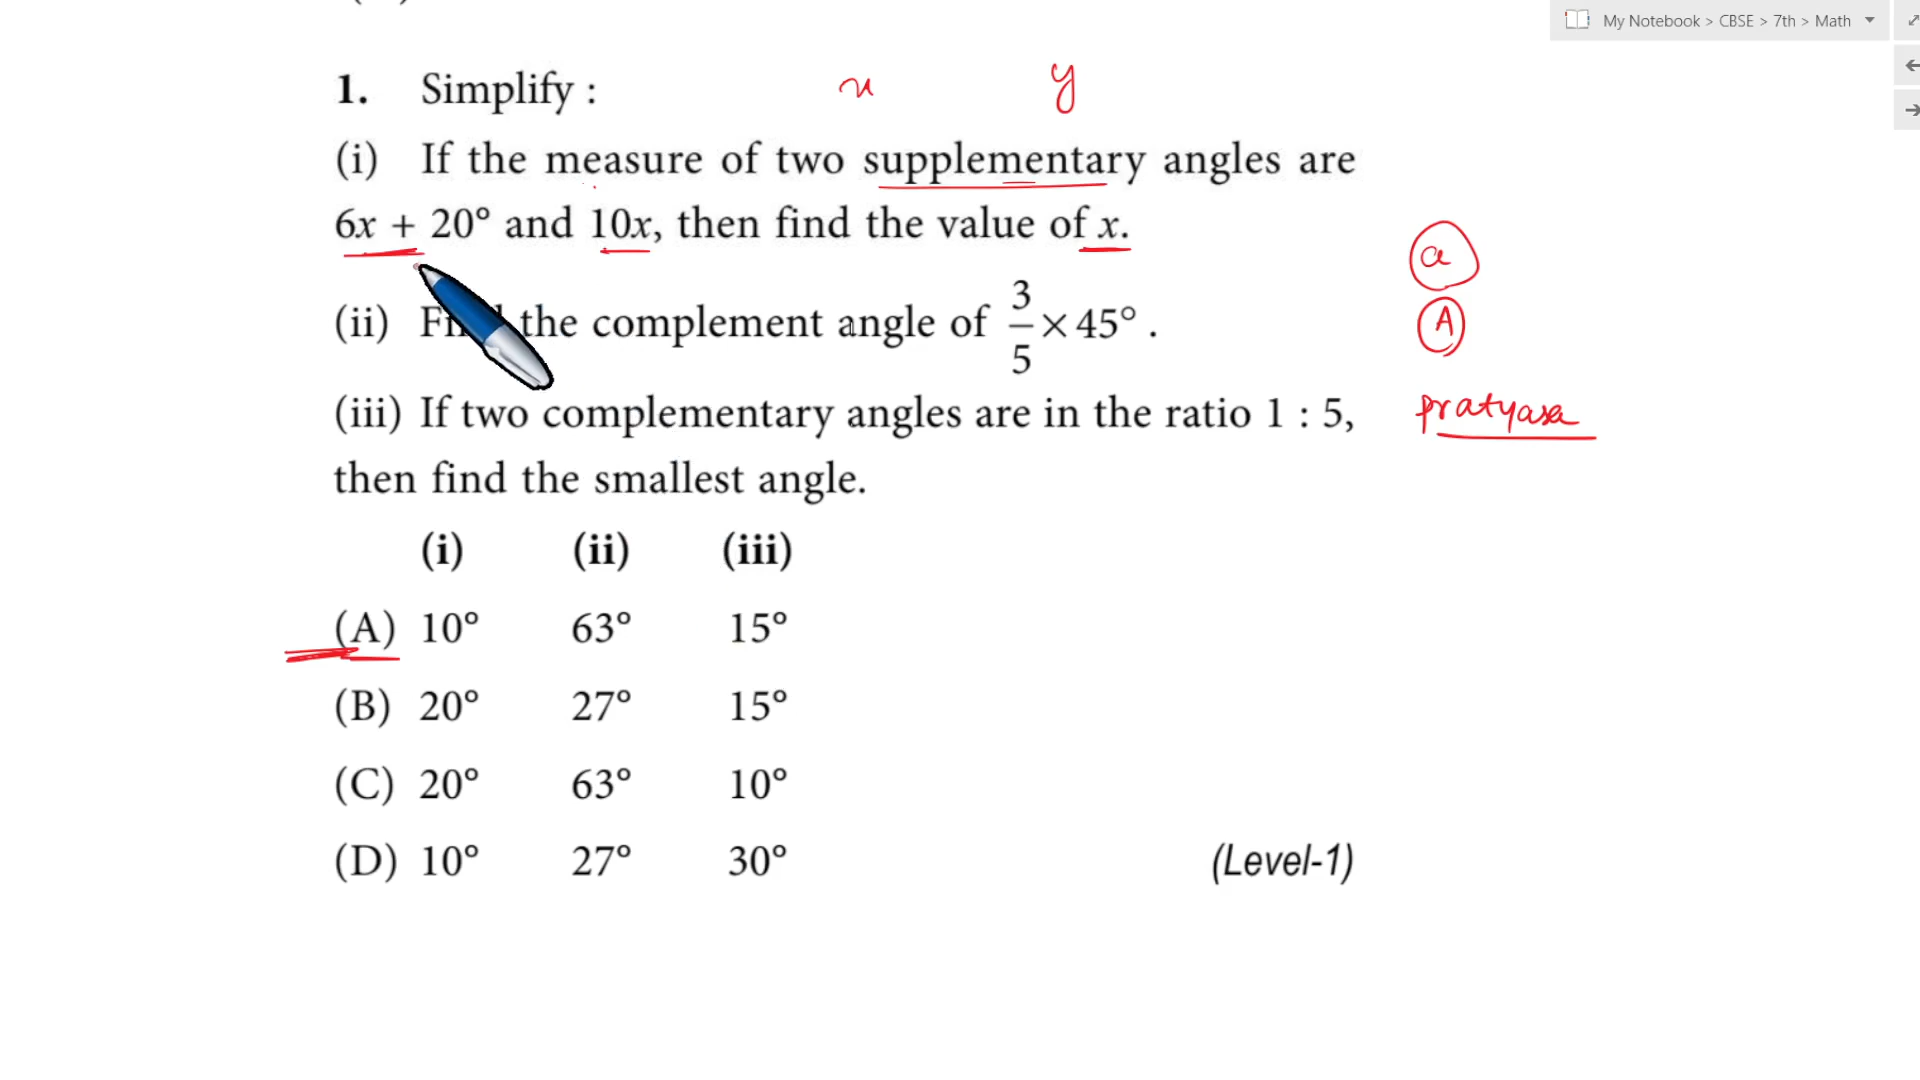 My Notebook > CBSE > 7th > Math
1. Simplify :
x y
(i) If the measure of two supplementary angles are
6x + 20° and 10x, then find the value of x.
a
(ii) Find the complement angle of 3/5 × 45° .
A
(iii) If two complementary angles are in the ratio 1 : 5,
pratyasa
then find the smallest angle.
(i) (ii) (iii)
(A) 10° 63° 15°
(B) 20° 27° 15°
(C) 20° 63° 10°
(D) 10° 27° 30°
(Level-1)